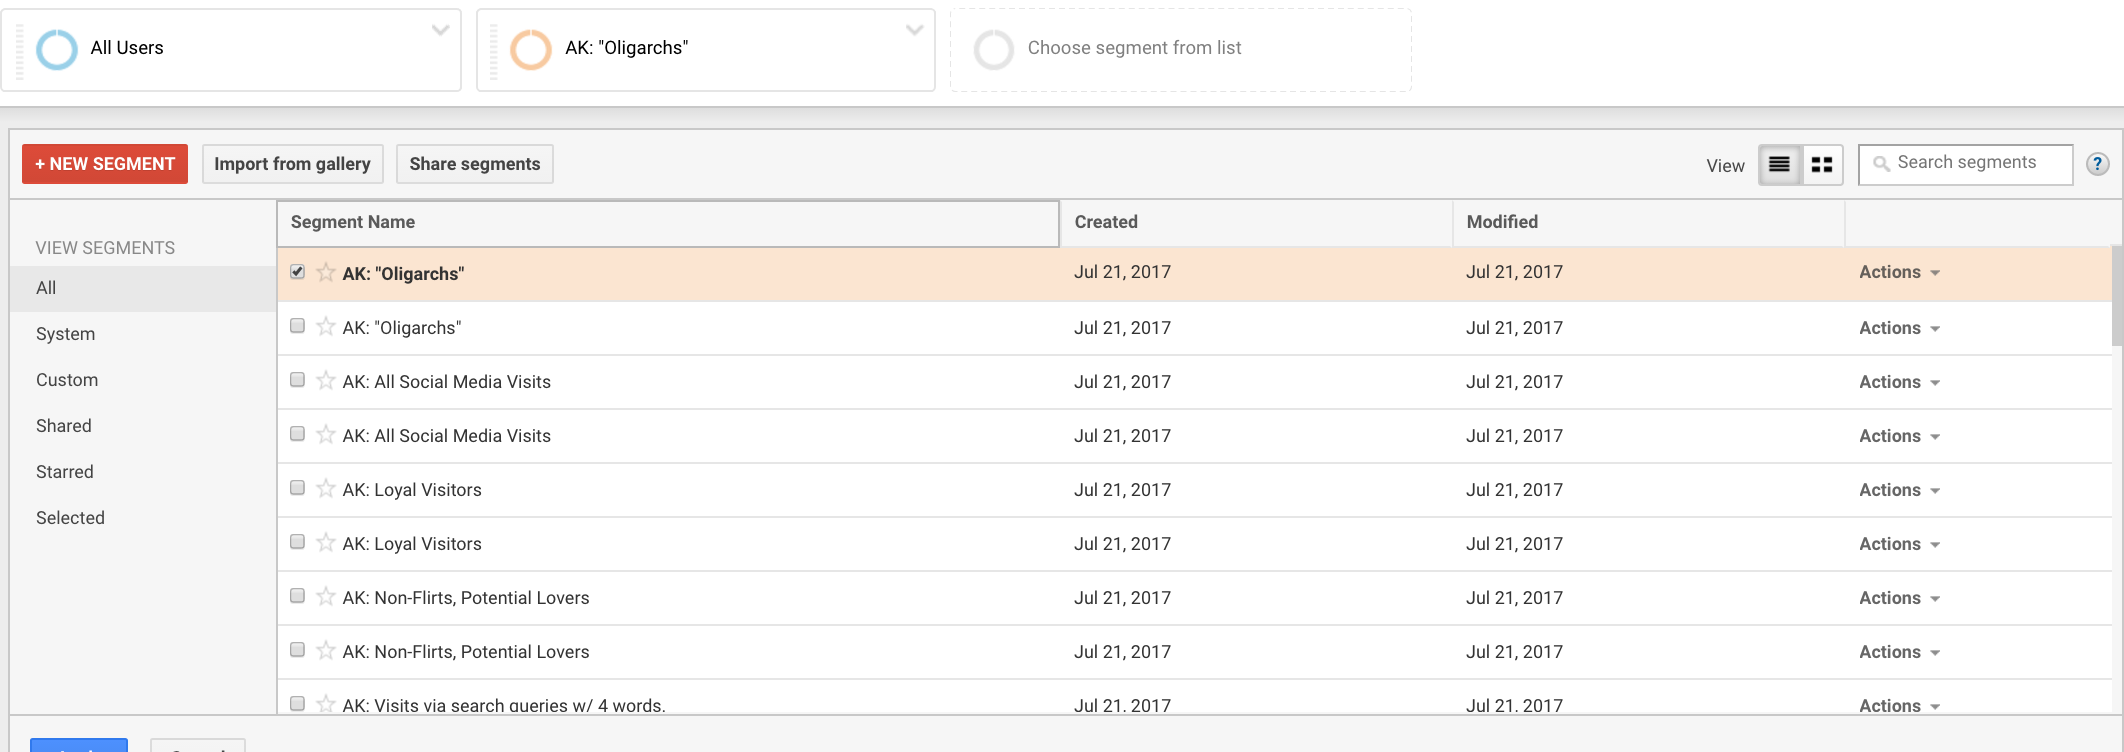 All Users
AK: "Oligarchs"
Choose segment from list
+ NEW SEGMENT
Import from gallery
Share segments
View
Search segments
?
VIEW SEGMENTS
All
System
Custom
Shared
Starred
Selected
Segment Name Created Modified
AK: "Oligarchs" Jul 21, 2017 Jul 21, 2017 Actions
AK: "Oligarchs" Jul 21, 2017 Jul 21, 2017 Actions
AK: All Social Media Visits Jul 21, 2017 Jul 21, 2017 Actions
AK: All Social Media Visits Jul 21, 2017 Jul 21, 2017 Actions
AK: Loyal Visitors Jul 21, 2017 Jul 21, 2017 Actions
AK: Loyal Visitors Jul 21, 2017 Jul 21, 2017 Actions
AK: Non-Flirts, Potential Lovers Jul 21, 2017 Jul 21, 2017 Actions
AK: Non-Flirts, Potential Lovers Jul 21, 2017 Jul 21, 2017 Actions
AK: Visits via search queries w/ 4 words. Jul 21, 2017 Jul 21, 2017 Actions